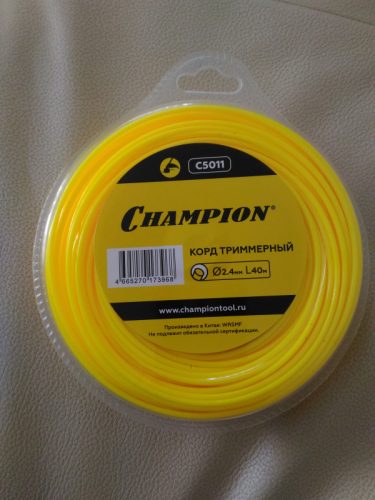 C5011
CHAMPION®
КОРД ТРИММЕРНЫЙ
Ø2.4мм L40м
4 665270 173968
www.championtool.ru
Произведено в Китае: WRSMF
Не подлежит обязательной сертификации.